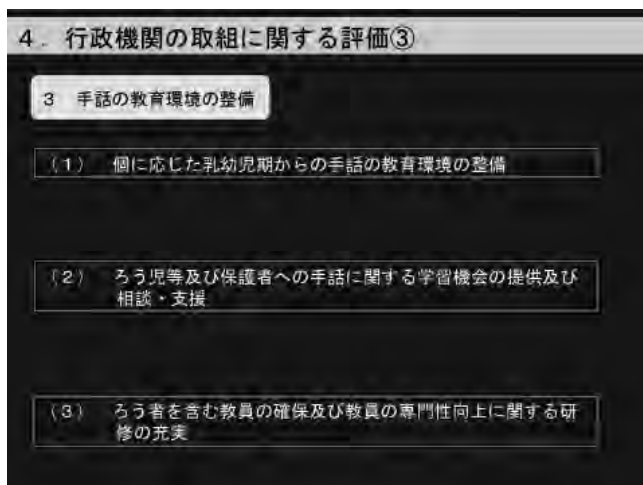 4．行政機関の取組に関する評価③
3　手話の教育環境の整備
（1）　個に応じた乳幼児期からの手話の教育環境の整備
（2）　ろう児等及び保護者への手話に関する学習機会の提供及び
相談・支援
（3）　ろう者を含む教員の確保及び教員の専門性向上に関する研
修の充実